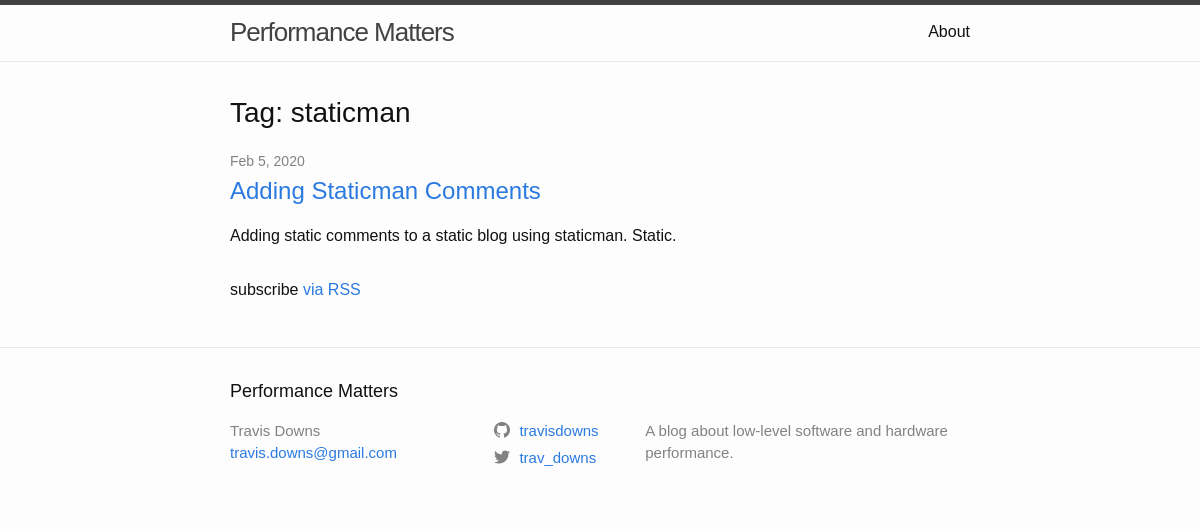 Performance Matters
About
Tag: staticman
Feb 5, 2020
Adding Staticman Comments
Adding static comments to a static blog using staticman. Static.
subscribe via RSS
Performance Matters
Travis Downs
travis.downs@gmail.com
travisdowns
trav_downs
A blog about low-level software and hardware
performance.